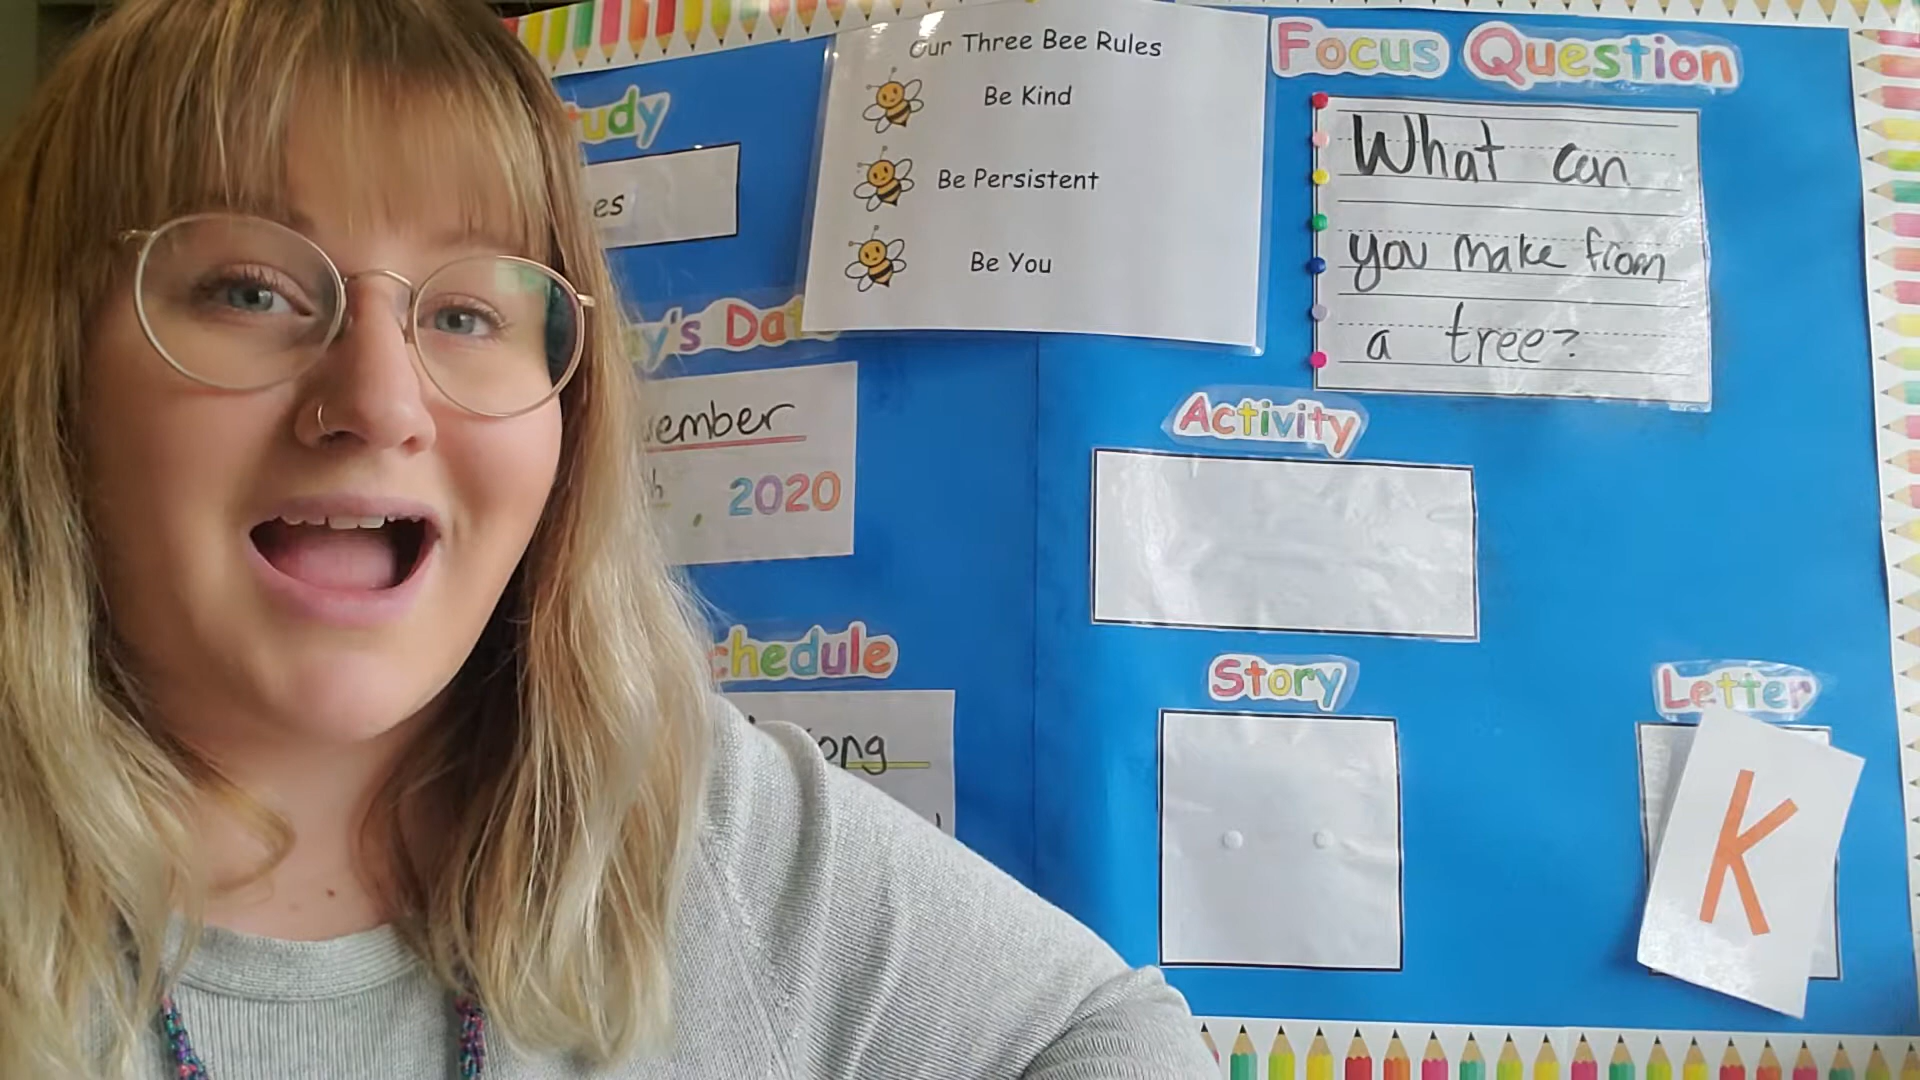 Our Three Bee Rules
Be Kind
Be Persistent
Be You
Focus Question
What can
you make from
a tree?
2020
Activity
Story
Letter
K